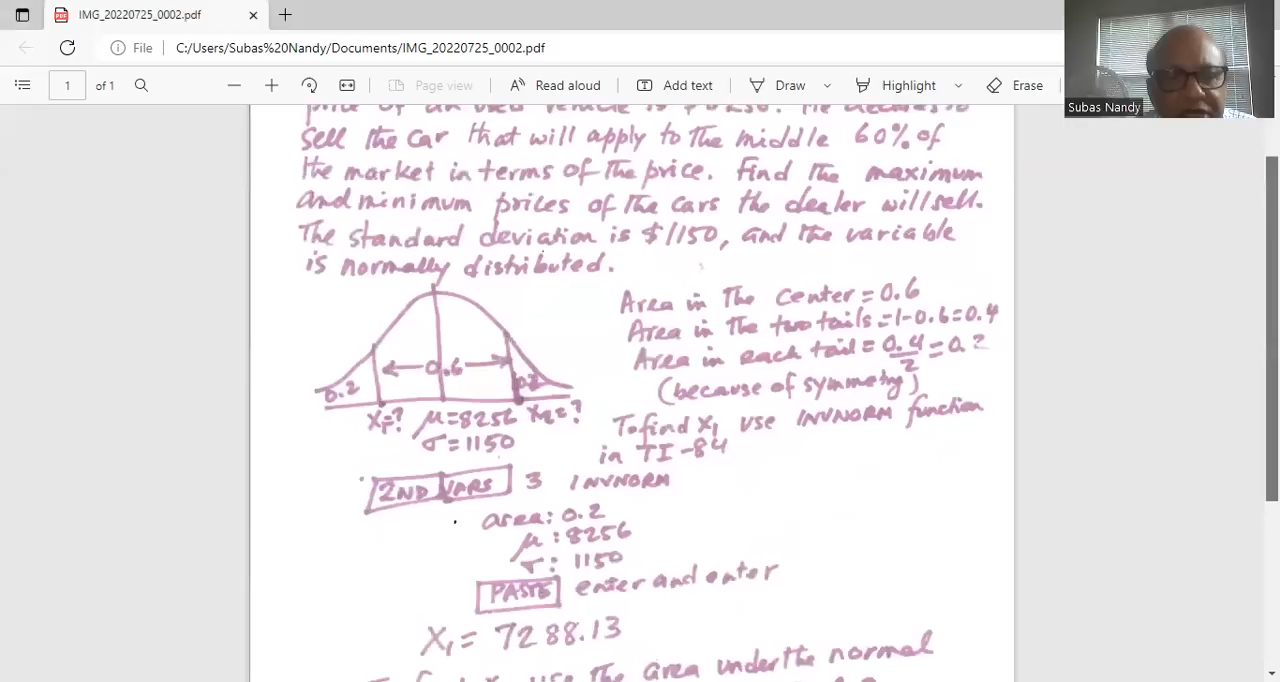 IMG_20220725_0002.pdf
File
C:/Users/Subas%20Nandy/Documents/IMG_20220725_0002.pdf
1 of 1
Page view
Read aloud
Add text
Draw
Highlight
Erase
Subas Nandy
price of an used vehicle is
sell the car that will apply to the middle 60% of
the market in terms of the price. Find the maximum
and minimum prices of the cars the dealer will sell.
The standard deviation is $1150, and the variable
is normally distributed.
Area in the center = 0.6
Area in the two tails = 1-0.6=0.4
Area in each tail = 0.4/2 = 0.2
(because of symmetry)
To find X1 use INVNORM function
in TI-84
0.2
0.6
0.2
X1=? μ=8256 X2=?
σ=1150
2ND VARS 3 INVNORM
area: 0.2
μ: 8256
σ: 1150
PASTE enter and enter
X1 = 7288.13
use the area under the normal